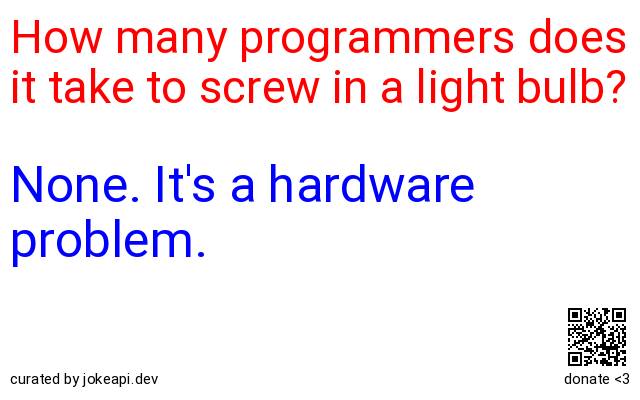 How many programmers does
it take to screw in a light bulb?
None. It's a hardware
problem.
curated by jokeapi.dev
donate <3